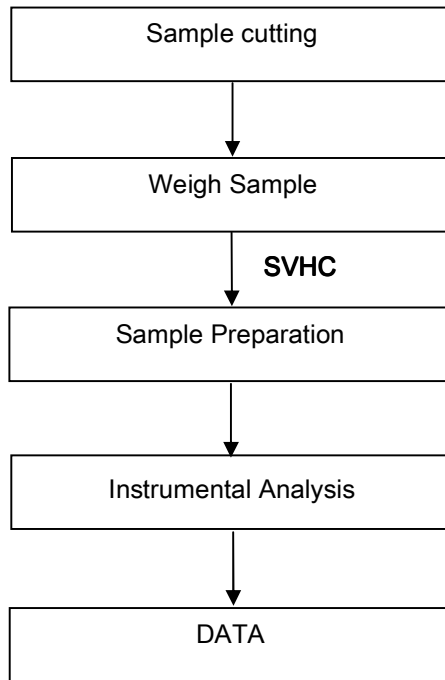 Sample cutting
Weigh Sample
SVHC
Sample Preparation
Instrumental Analysis
DATA